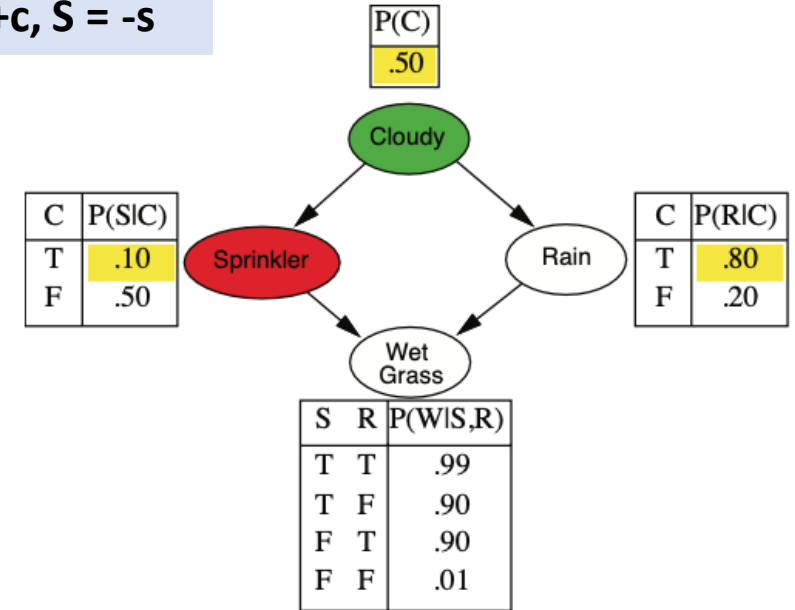 +c, S = -s
P(C)
.50
Cloudy
C P(S|C)
T .10
F .50
Sprinkler
Rain
C P(R|C)
T .80
F .20
Wet
Grass
S R P(W|S,R)
T T .99
T F .90
F T .90
F F .01